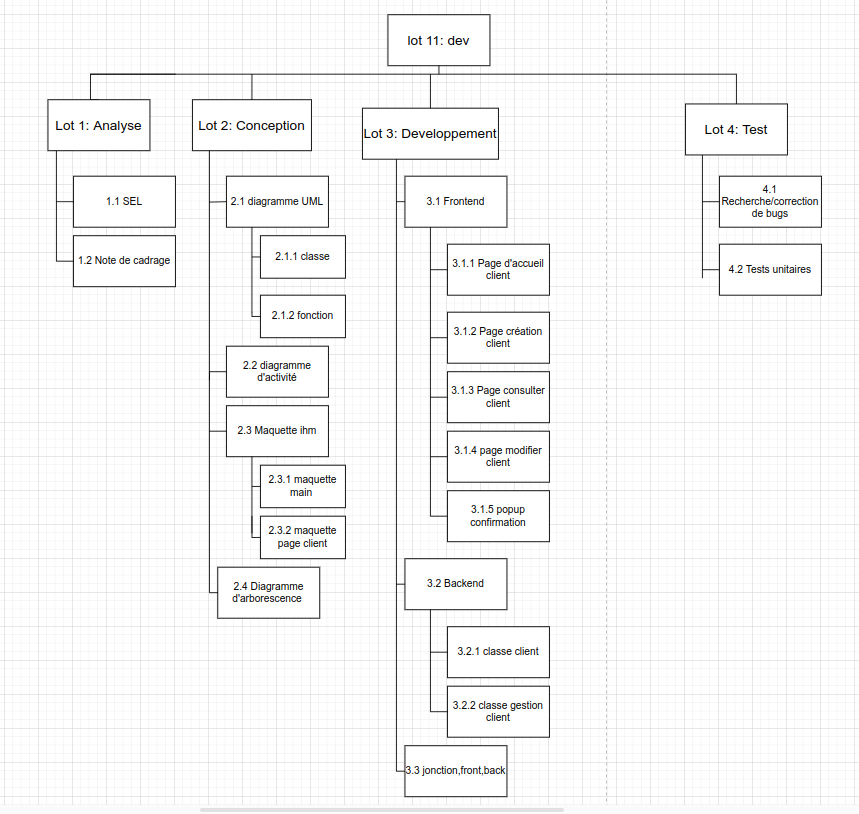 lot 11: dev
Lot 1: Analyse
1.1 SEL
1.2 Note de cadrage
Lot 2: Conception
2.1 diagramme UML
2.1.1 classe
2.1.2 fonction
2.2 diagramme
d'activité
2.3 Maquette ihm
2.3.1 maquette
main
2.3.2 maquette
page client
2.4 Diagramme
d'arborescence
Lot 3: Developpement
3.1 Frontend
3.1.1 Page d'accueil
client
3.1.2 Page création
client
3.1.3 Page consulter
client
3.1.4 page modifier
client
3.1.5 popup
confirmation
3.2 Backend
3.2.1 classe client
3.2.2 classe gestion
client
3.3 jonction,front,back
Lot 4: Test
4.1
Recherche/correction
de bugs
4.2 Tests unitaires